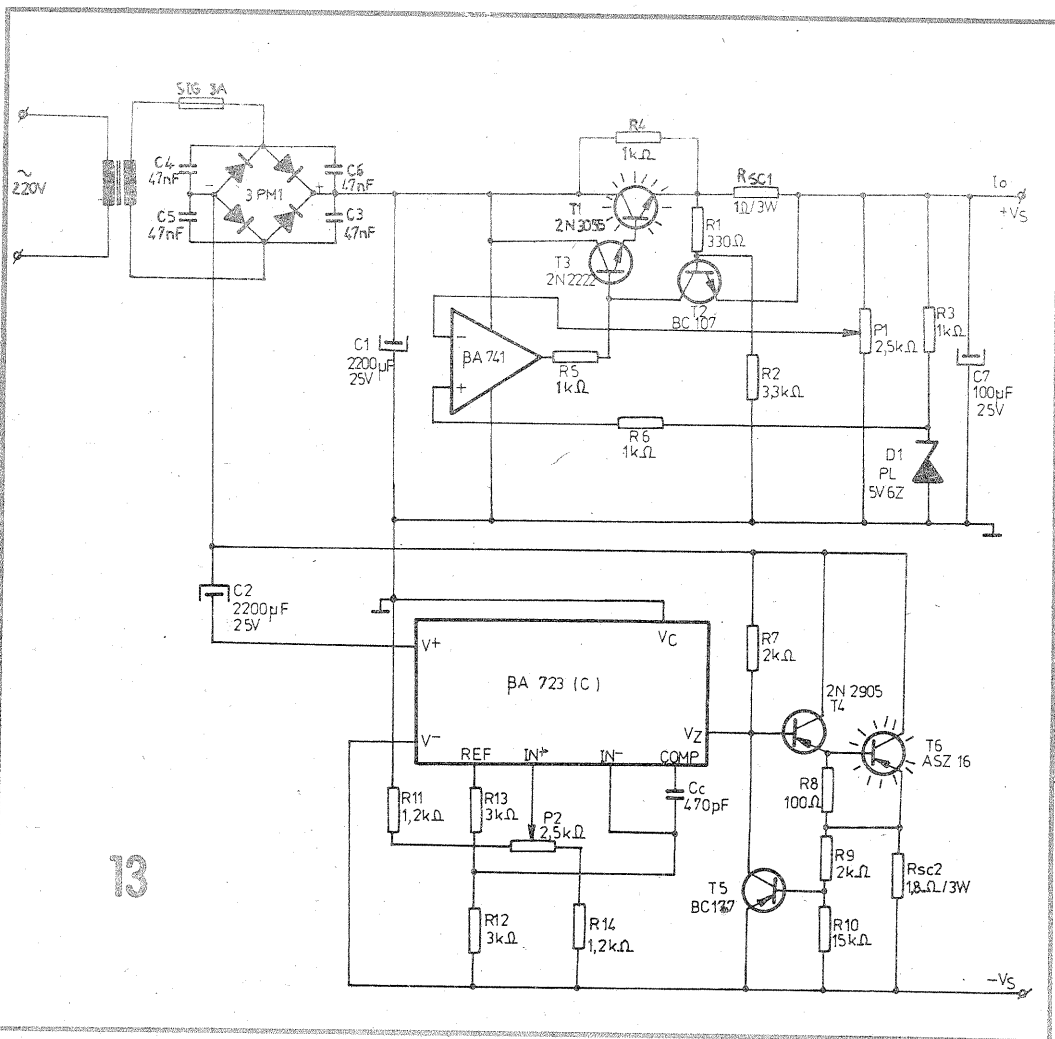 SIG 3A
~
220V
C4
47nF
C6
47nF
3PM1
-
+
C5
47nF
C3
47nF
R4
1kΩ
T1
2N3055
RSC1
1Ω/3W
Io
+VS
R1
330Ω
T3
2N2222
T2
BC 107
C1
2200µF
25V
-
βA 741
+
R5
1kΩ
P1
2,5kΩ
R3
1kΩ
R2
3,3kΩ
C7
100µF
25V
R6
1kΩ
D1
PL
5V6Z
C2
2200µF
25V
V+
VC
R7
2kΩ
βA 723 (C)
2N 2905
T4
V-
VZ
T6
ASZ 16
REF
IN+
IN-
COMP
R11
1,2kΩ
R13
3kΩ
Cc
470pF
R8
100Ω
P2
2,5kΩ
R9
2kΩ
Rsc2
1,8Ω/3W
T5
BC177
13
R12
3kΩ
R14
1,2kΩ
R10
15kΩ
-VS